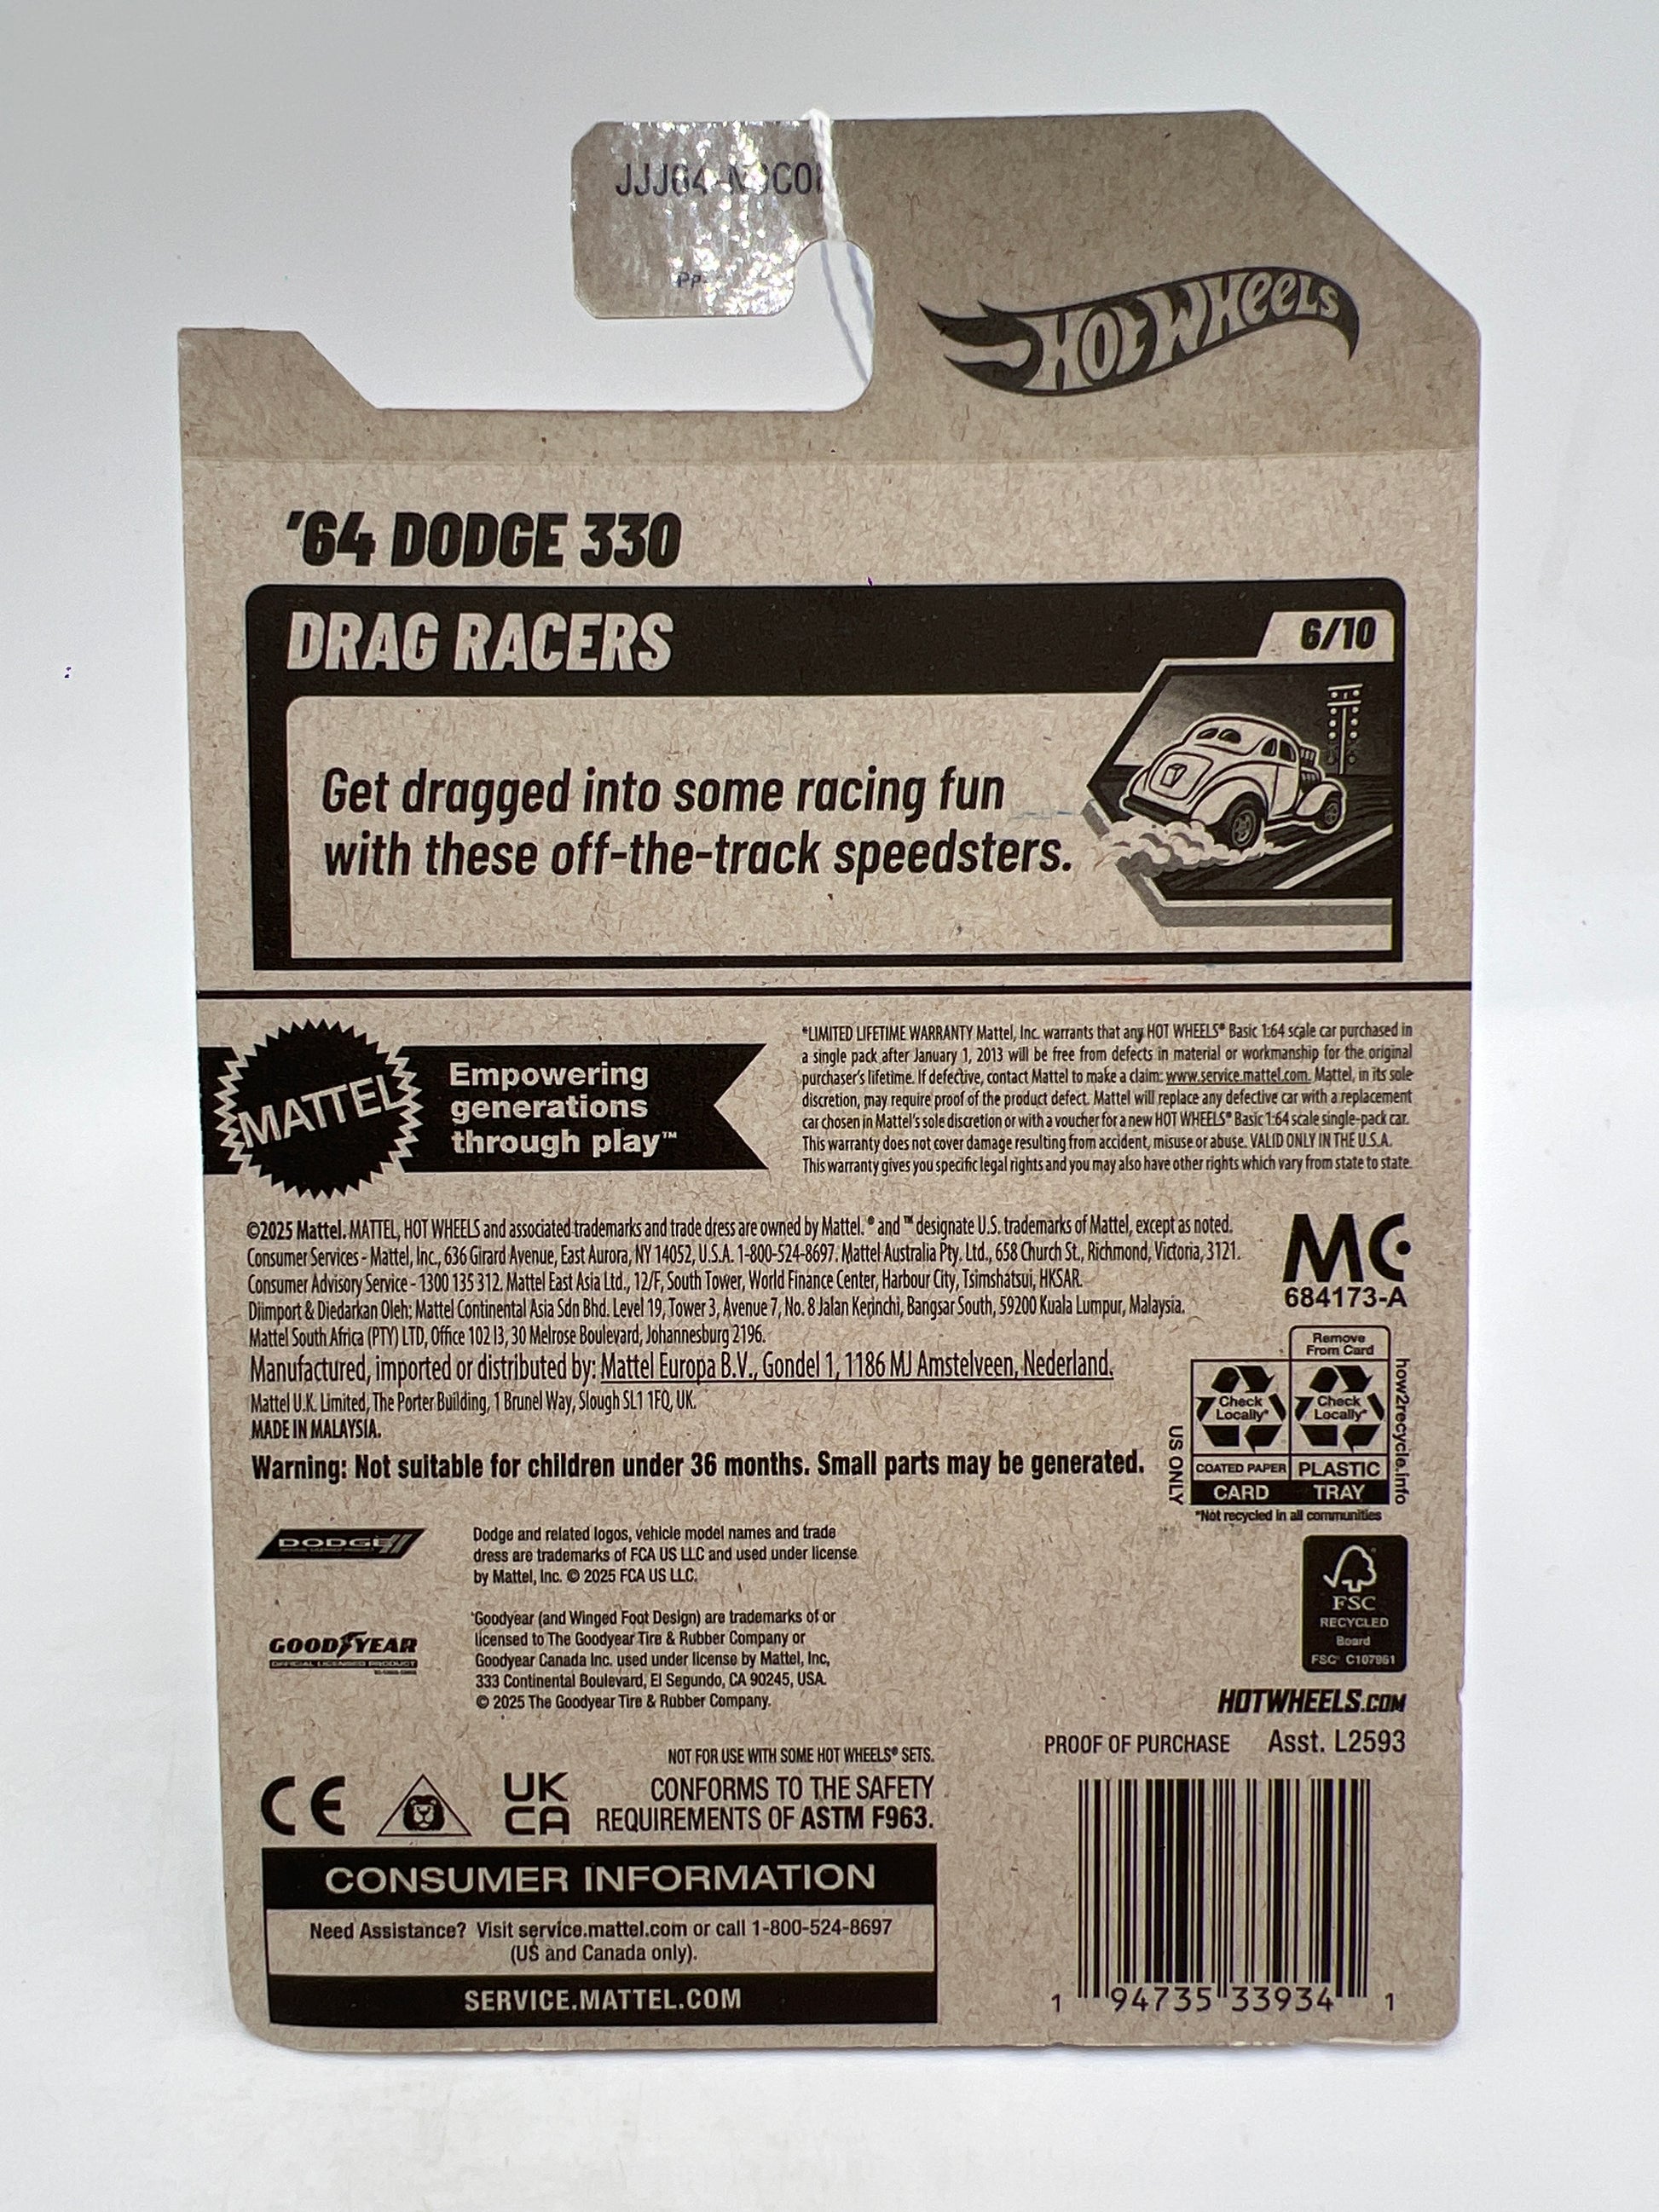 HOT WHEELS
'64 DODGE 330
DRAG RACERS
6/10
Get dragged into some racing fun
with these off-the-track speedsters.
MATTEL
Empowering
generations
through play™
*LIMITED LIFETIME WARRANTY Mattel, Inc. warrants that any HOT WHEELS® Basic 1:64 scale car purchased in
a single pack after January 1, 2013 will be free from defects in material or workmanship for the original
purchaser's lifetime. If defective, contact Mattel to make a claim: www.service.mattel.com. Mattel, in its sole
discretion, may require proof of the product defect. Mattel will replace any defective car with a replacement
car chosen in Mattel's sole discretion or with a voucher for a new HOT WHEELS® Basic 1:64 scale single-pack car.
This warranty does not cover damage resulting from accident, misuse or abuse. VALID ONLY IN THE U.S.A.
This warranty gives you specific legal rights and you may also have other rights which vary from state to state.
©2025 Mattel. MATTEL, HOT WHEELS and associated trademarks and trade dress are owned by Mattel. ® and ™ designate U.S. trademarks of Mattel, except as noted.
Consumer Services - Mattel, Inc., 636 Girard Avenue, East Aurora, NY 14052, U.S.A. 1-800-524-8697. Mattel Australia Pty. Ltd., 658 Church St., Richmond, Victoria, 3121.
Consumer Advisory Service - 1300 135 312. Mattel East Asia Ltd., 12/F, South Tower, World Finance Center, Harbour City, Tsimshatsui, HKSAR.
Diimport & Diedarkan Oleh: Mattel Continental Asia Sdn Bhd. Level 19, Tower 3, Avenue 7, No. 8 Jalan Kerinchi, Bangsar South, 59200 Kuala Lumpur, Malaysia.
Mattel South Africa (PTY) LTD, Office 102 I3, 30 Melrose Boulevard, Johannesburg 2196.
Manufactured, imported or distributed by: Mattel Europa B.V., Gondel 1, 1186 MJ Amstelveen, Nederland.
Mattel U.K. Limited, The Porter Building, 1 Brunel Way, Slough SL1 1FQ, UK.
MADE IN MALAYSIA.
Warning: Not suitable for children under 36 months. Small parts may be generated.
MC
684173-A
Remove
From Card
Check
Locally*
Check
Locally*
COATED PAPER
PLASTIC
CARD
TRAY
US ONLY
how2recycle.info
*Not recycled in all communities
DODGE
Dodge and related logos, vehicle model names and trade
dress are trademarks of FCA US LLC and used under license
by Mattel, Inc. © 2025 FCA US LLC.
GOODYEAR
OFFICIAL LICENSED PRODUCT
Goodyear (and Winged Foot Design) are trademarks of or
licensed to The Goodyear Tire & Rubber Company or
Goodyear Canada Inc. used under license by Mattel, Inc,
333 Continental Boulevard, El Segundo, CA 90245, USA.
© 2025 The Goodyear Tire & Rubber Company.
FSC
RECYCLED
Board
FSC® C107961
HOTWHEELS.COM
PROOF OF PURCHASE Asst. L2593
NOT FOR USE WITH SOME HOT WHEELS® SETS.
CE
UK
CA
CONFORMS TO THE SAFETY
REQUIREMENTS OF ASTM F963.
CONSUMER INFORMATION
Need Assistance? Visit service.mattel.com or call 1-800-524-8697
(US and Canada only).
SERVICE.MATTEL.COM
1 94735 33934 1